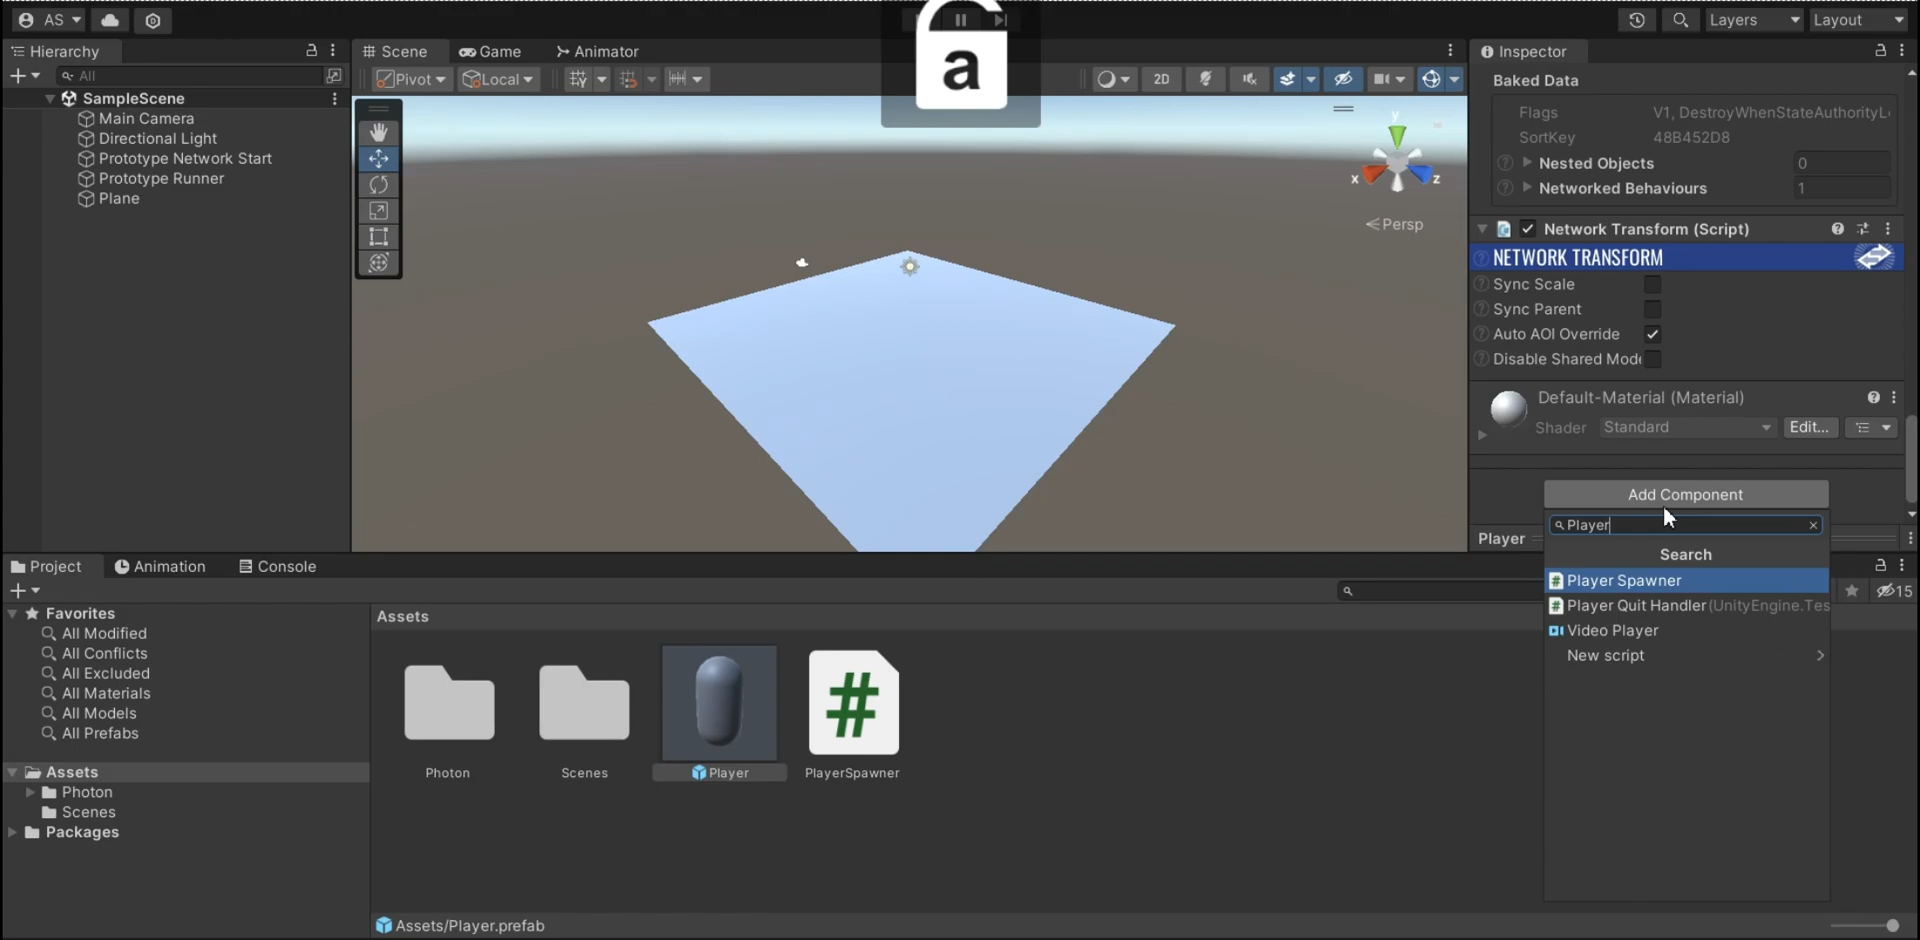 AS
Layers
Layout
a
Hierarchy
All
SampleScene
Main Camera
Directional Light
Prototype Network Start
Prototype Runner
Plane
Scene
Game
Animator
Pivot
Local
2D
y
x
z
Persp
Inspector
Baked Data
Flags V1, DestroyWhenStateAuthorityL
SortKey 48B452D8
Nested Objects 0
Networked Behaviours 1
Network Transform (Script)
NETWORK TRANSFORM
Sync Scale
Sync Parent
Auto AOI Override
Disable Shared Mod
Default-Material (Material)
Shader Standard Edit...
Add Component
Player
Player
Search
Player Spawner
Player Quit Handler (UnityEngine.Tes
Video Player
New script
Project
Animation
Console
15
Favorites
All Modified
All Conflicts
All Excluded
All Materials
All Models
All Prefabs
Assets
Photon
Scenes
Packages
Assets
Photon
Scenes
Player
PlayerSpawner
Assets/Player.prefab